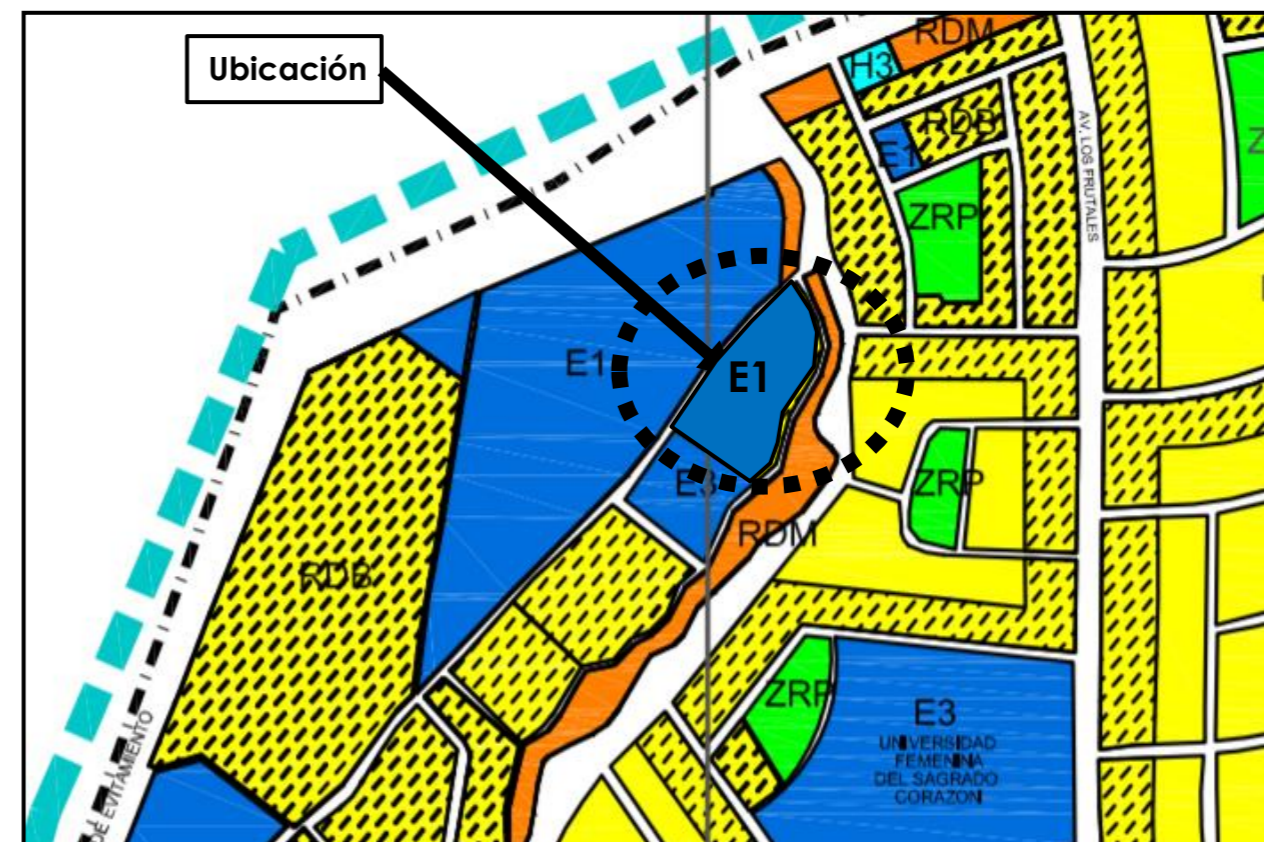 RDM
Ubicación
H3
RDB
E1
AV. LOS FRUTALES
ZRP
E1
E1
E3
ZRP
RDM
RDB
ZRP
E3
UNIVERSIDAD
FEMENINA
DEL SAGRADO
CORAZON
DE EVITAMIENTO